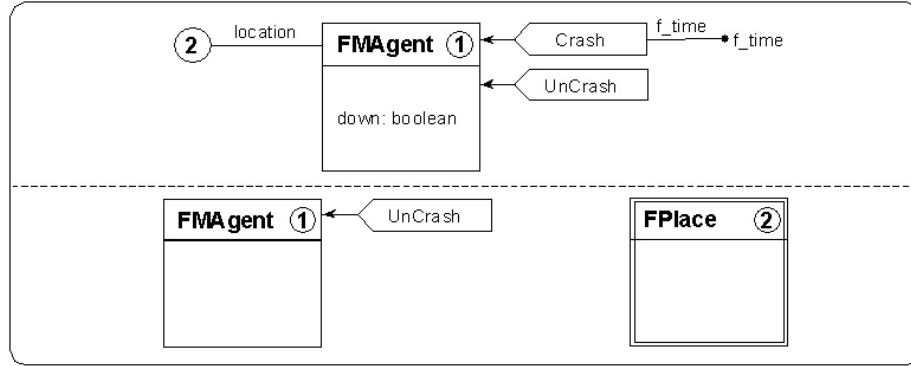 location
2
FMAgent 1
Crash
f_time
f_time
UnCrash
down: boolean
FMAgent 1
UnCrash
FPlace 2